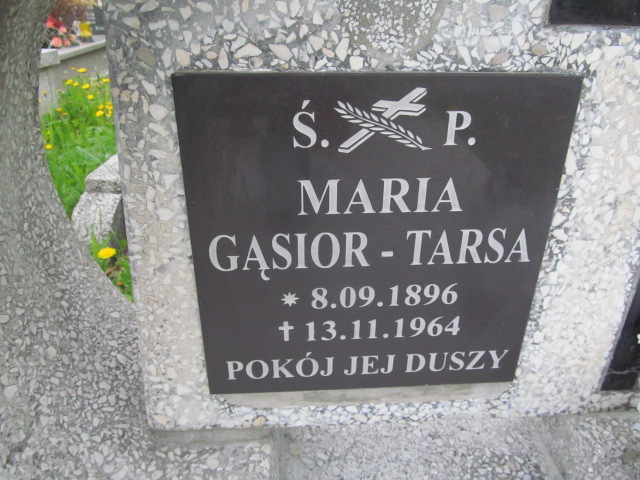 Ś. P.
MARIA
GĄSIOR - TARSA
* 8.09.1896
† 13.11.1964
POKÓJ JEJ DUSZY